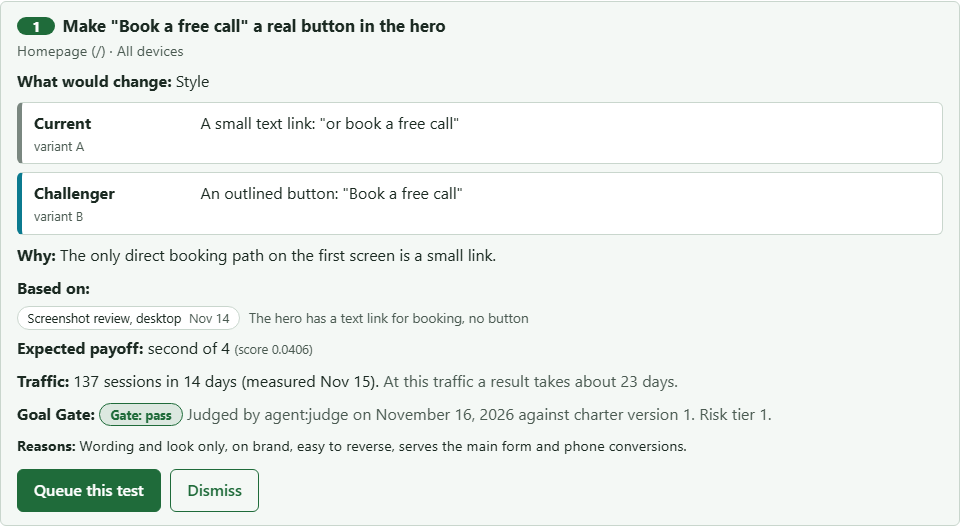 1 Make "Book a free call" a real button in the hero
Homepage (/) · All devices
What would change: Style
Current A small text link: "or book a free call"
variant A
Challenger An outlined button: "Book a free call"
variant B
Why: The only direct booking path on the first screen is a small link.
Based on:
Screenshot review, desktop Nov 14 The hero has a text link for booking, no button
Expected payoff: second of 4 (score 0.0406)
Traffic: 137 sessions in 14 days (measured Nov 15). At this traffic a result takes about 23 days.
Goal Gate: Gate: pass Judged by agent:judge on November 16, 2026 against charter version 1. Risk tier 1.
Reasons: Wording and look only, on brand, easy to reverse, serves the main form and phone conversions.
Queue this test Dismiss